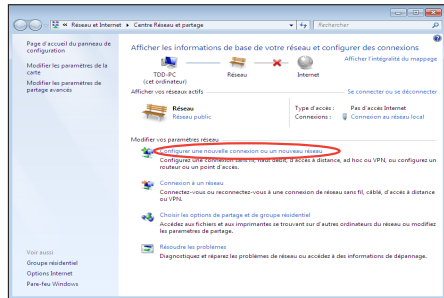 Réseau et Internet ▸ Centre Réseau et partage
Rechercher
Page d'accueil du panneau de configuration
Modifier les paramètres de la carte
Modifier les paramètres de partage avancés
Afficher les informations de base de votre réseau et configurer des connexions
Afficher l'intégralité du mappage
TDD-PC
(cet ordinateur)
Réseau
Internet
Afficher vos réseaux actifs
Se connecter ou se déconnecter
Réseau
Réseau public
Type d'accès : Pas d'accès Internet
Connexions : Connexion au réseau local
Modifier vos paramètres réseau
Configurer une nouvelle connexion ou un nouveau réseau
Configurez une connexion sans fil, haut débit, d'accès à distance, ad hoc ou VPN, ou configurez un
routeur ou un point d'accès.
Connexion à un réseau
Connectez-vous ou reconnectez-vous à une connexion de réseau sans fil, câblé, d'accès à distance
ou VPN.
Choisir les options de partage et de groupe résidentiel
Accédez aux fichiers et aux imprimantes se trouvant sur d'autres ordinateurs du réseau ou modifiez
les paramètres de partage.
Résoudre les problèmes
Diagnostiquez et réparez les problèmes de réseau ou accédez à des informations de dépannage.
Voir aussi
Groupe résidentiel
Options Internet
Pare-feu Windows